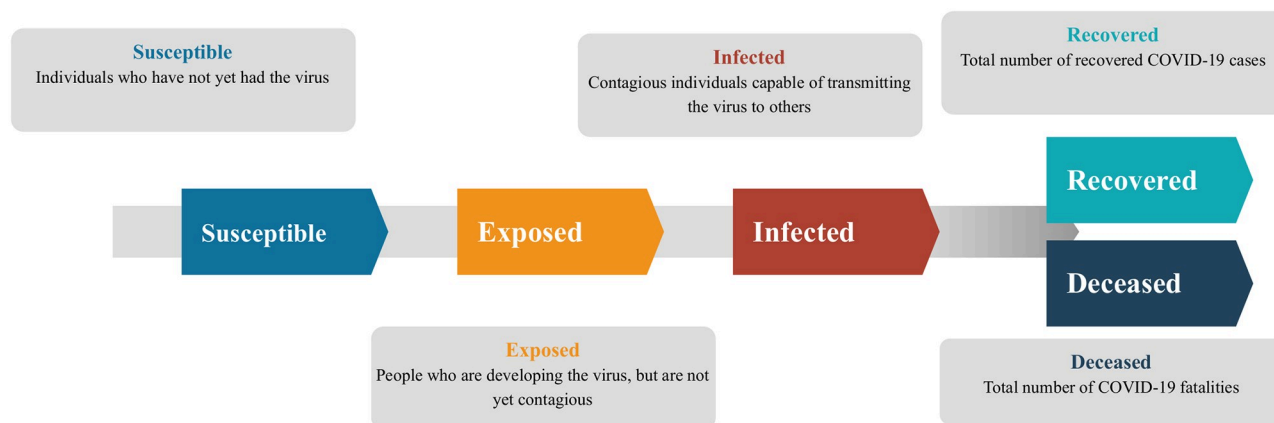 Susceptible
Individuals who have not yet had the virus
Infected
Contagious individuals capable of transmitting
the virus to others
Recovered
Total number of recovered COVID-19 cases
Susceptible
Exposed
Infected
Recovered
Deceased
Exposed
People who are developing the virus, but are not
yet contagious
Deceased
Total number of COVID-19 fatalities